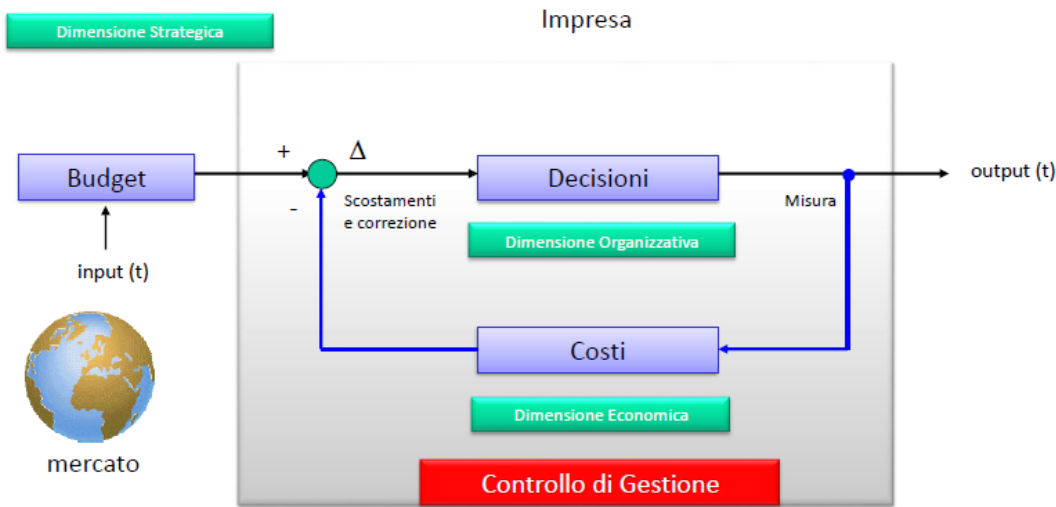 Impresa
Dimensione Strategica
+
Δ
Budget
Decisioni
output (t)
-
Scostamenti
e correzione
Misura
Dimensione Organizzativa
input (t)
Costi
Dimensione Economica
mercato
Controllo di Gestione